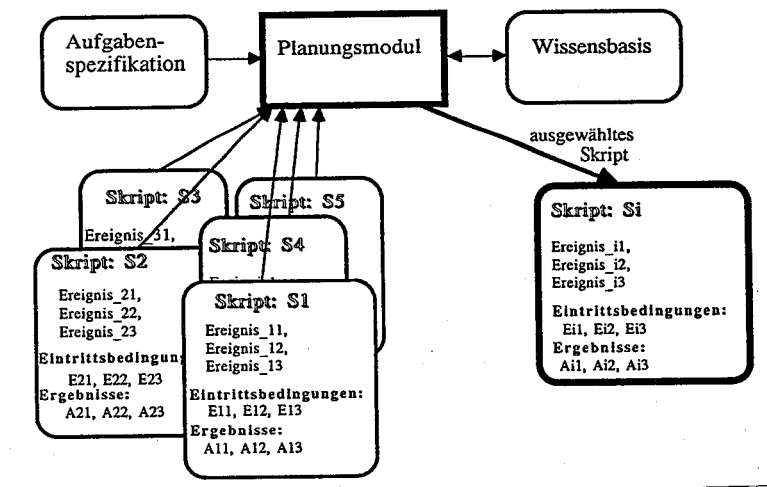 Aufgaben-
spezifikation
Planungsmodul
Wissensbasis
ausgewähltes
Skript
Skript: S3
Ereignis_31,
Skript: S5
Skript: S4
Skript: S2
Ereignis_21,
Ereignis_22,
Ereignis_23
Eintrittsbedingun
E21, E22, E23
Ergebnisse:
A21, A22, A23
Skript: S1
Ereignis_11,
Ereignis_12,
Ereignis_13
Eintrittsbedingungen:
E11, E12, E13
Ergebnisse:
A11, A12, A13
Skript: Si
Ereignis_i1,
Ereignis_i2,
Ereignis_i3
Eintrittsbedingungen:
Ei1, Ei2, Ei3
Ergebnisse:
Ai1, Ai2, Ai3